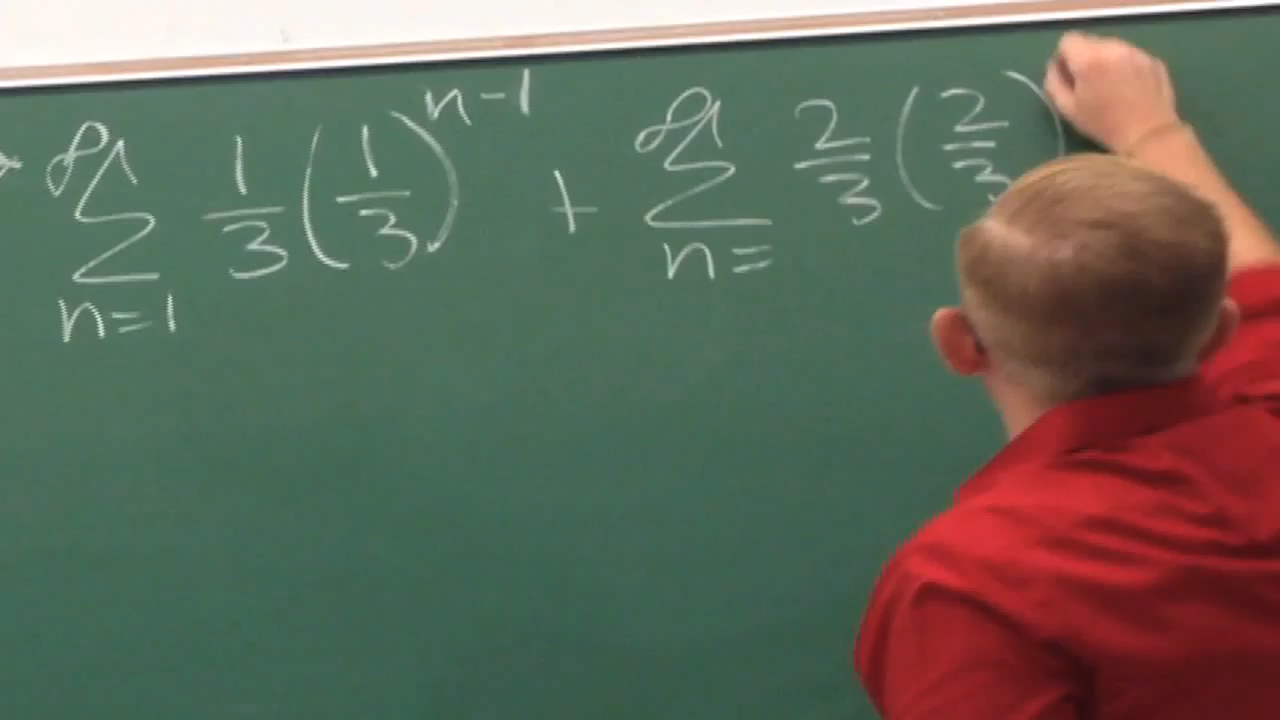 ∞ ∑ n=1 1/3 (1/3)^n-1 + ∞ ∑ n= 2/3 (2/3)